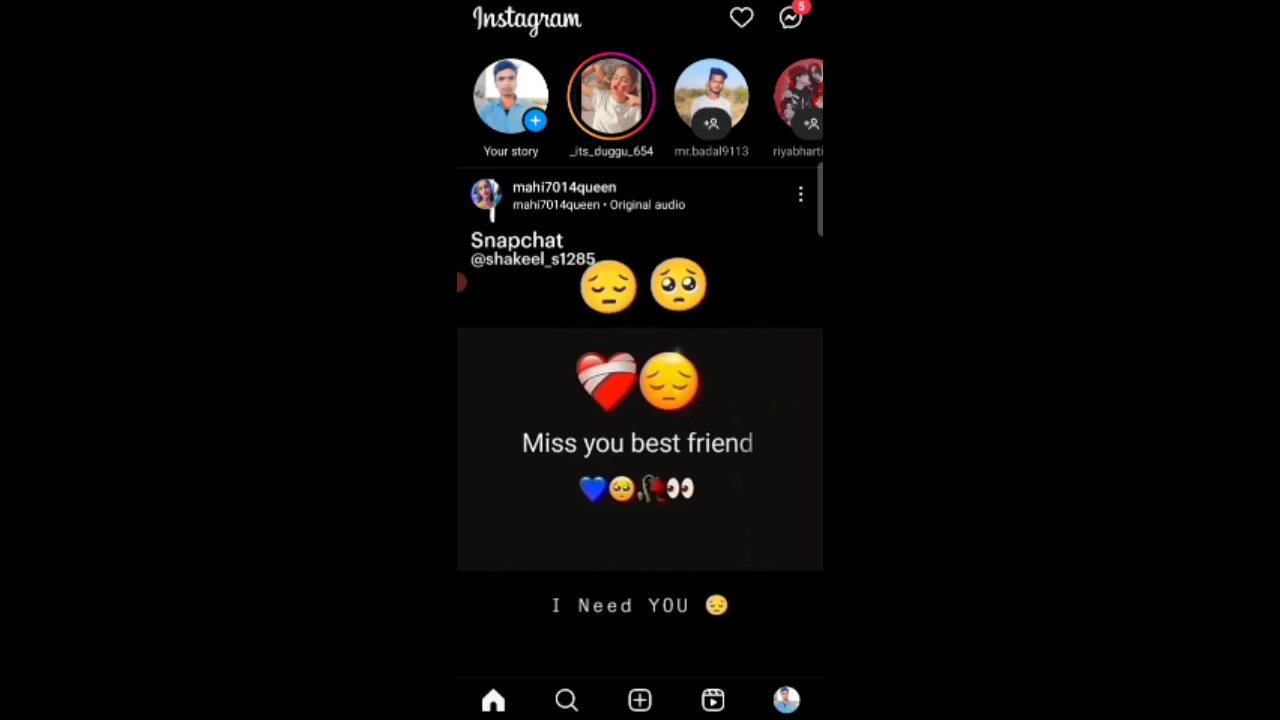 Instagram
5
Your story
_its_duggu_654
mr.badal9113
riyabharti
mahi7014queen
mahi7014queen • Original audio
Snapchat
@shakeel_s1285
Miss you best friend
I Need YOU